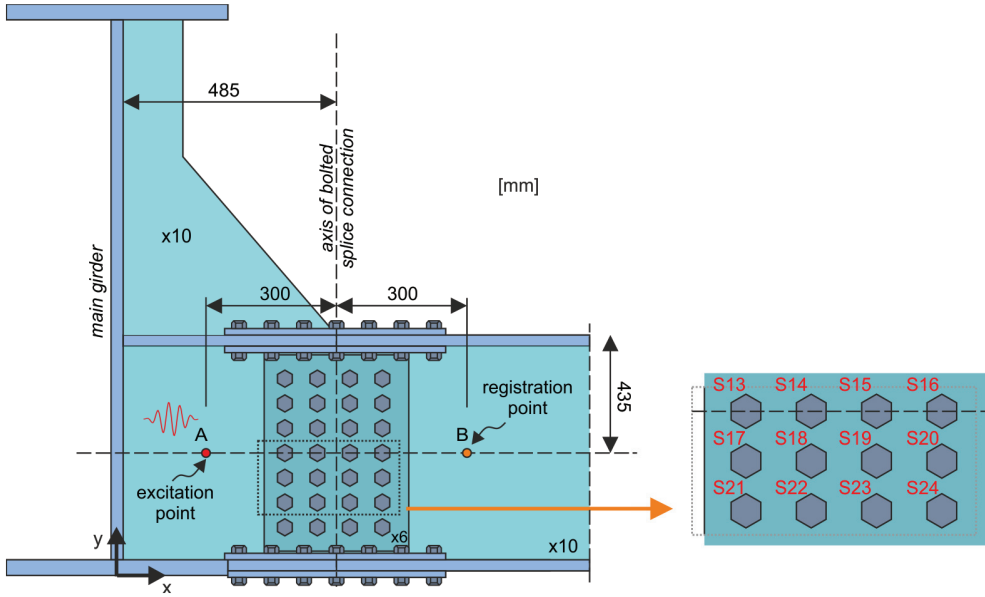 485
axis of bolted
splice connection
[mm]
main girder
x10
300
300
435
registration
point
A
B
excitation
point
x6
x10
y
x
S13
S14
S15
S16
S17
S18
S19
S20
S21
S22
S23
S24